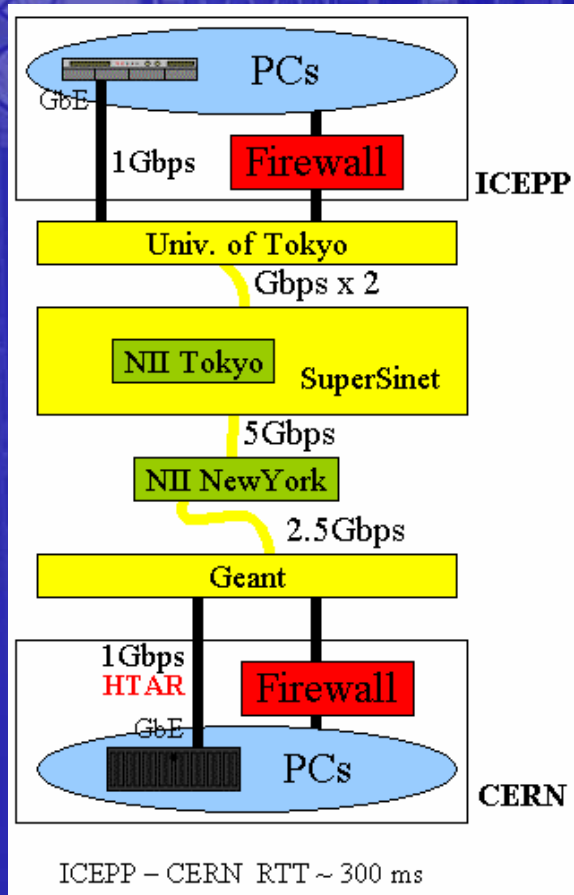 PCs
GbE
1Gbps
Firewall
ICEPP
Univ. of Tokyo
Gbps x 2
NII Tokyo
SuperSinet
5Gbps
NII NewYork
2.5Gbps
Geant
1Gbps
HTAR
Firewall
GbE
PCs
CERN
ICEPP – CERN RTT ~ 300 ms